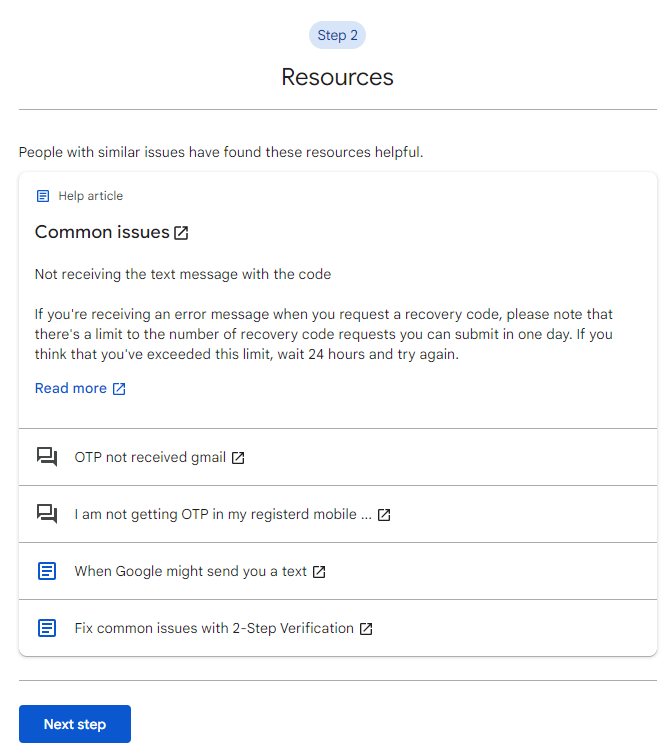 Step 2
Resources
People with similar issues have found these resources helpful.
Help article
Common issues
Not receiving the text message with the code
If you're receiving an error message when you request a recovery code, please note that
there's a limit to the number of recovery code requests you can submit in one day. If you
think that you've exceeded this limit, wait 24 hours and try again.
Read more
OTP not received gmail
I am not getting OTP in my registerd mobile ...
When Google might send you a text
Fix common issues with 2-Step Verification
Next step